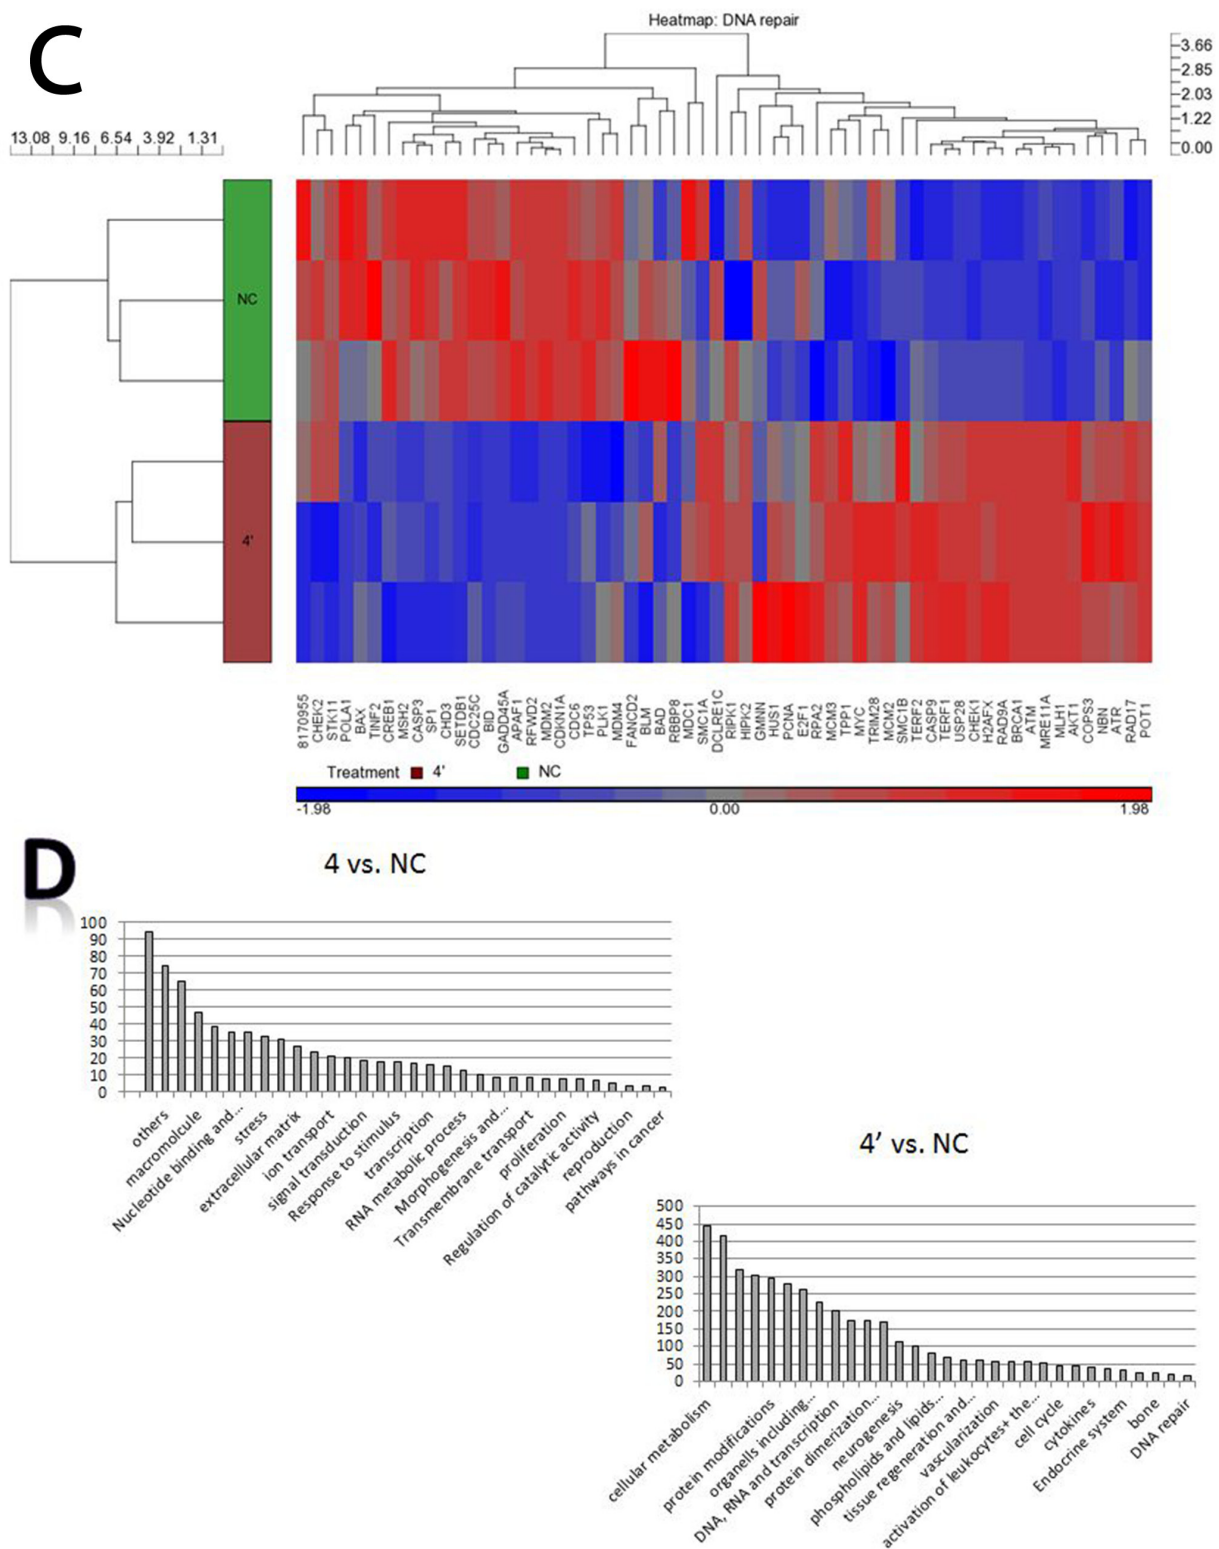 C
Heatmap: DNA repair
3.66
2.85
2.03
1.22
0.00
13.08 9.16 6.54 3.92 1.31
NC
4'
8170955
CHEK2
STK11
POLA1
BAX
TINF2
CREB1
MSH2
CASP3
SP1
CHD3
SETDB1
CDC25C
BID
GADD45A
APAF1
RFWD2
MDM2
CDKN1A
CDC6
TP53
PLK1
MDM4
FANCD2
BLM
BAD
RBBP8
MDC1
SMC1A
DCLRE1C
RIPK1
HIPK2
GMNN
HUS1
PCNA
E2F1
RPA2
MCM3
TPP1
MYC
TRIM28
MCM2
SMC1B
TERF2
CASP9
TERF1
USP28
CHEK1
H2AFX
RAD9A
BRCA1
ATM
MRE11A
MLH1
AKT1
COPS3
NBN
ATR
RAD17
POT1
Treatment 4' NC
-1.98 0.00 1.98
D
4 vs. NC
100
90
80
70
60
50
40
30
20
10
0
others
macromolcule
Nucleotide binding and...
stress
extracellular matrix
ion transport
signal transduction
Response to stimulus
transcription
RNA metabolic process
Morphogenesis and...
Transmembrane transport
proliferation
Regulation of catalytic activity
reproduction
pathways in cancer
4’ vs. NC
500
450
400
350
300
250
200
150
100
50
0
cellular metabolism
protein modifications
organells including...
DNA, RNA and transcription
protein dimerization...
neurogenesis
phospholipids and lipids...
tissue regeneration and...
vascularization
activation of leukocytes+ the...
cell cycle
cytokines
Endocrine system
bone
DNA repair